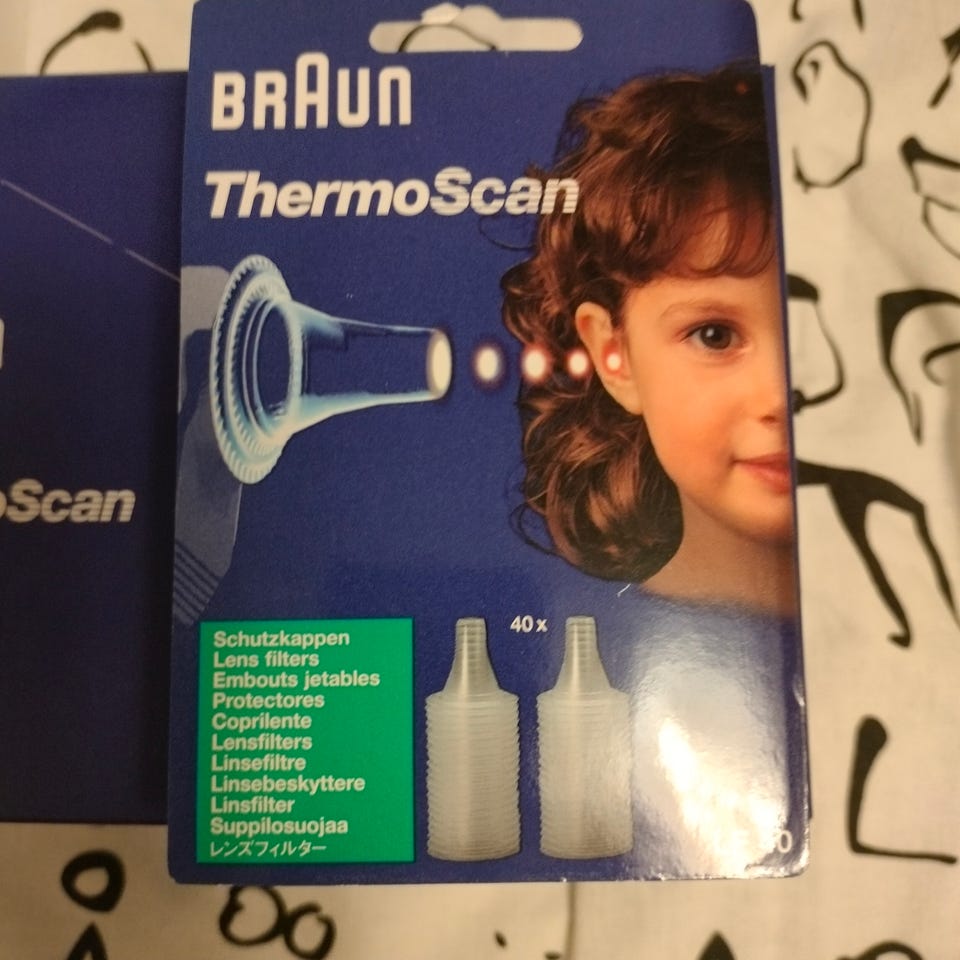 BRAUN
ThermoScan
Scan
40 x
Schutzkappen
Lens filters
Embouts jetables
Protectores
Coprilente
Lensfilters
Linsefiltre
Linsebeskyttere
Linsfilter
Suppilosuojaa
レンズフィルター